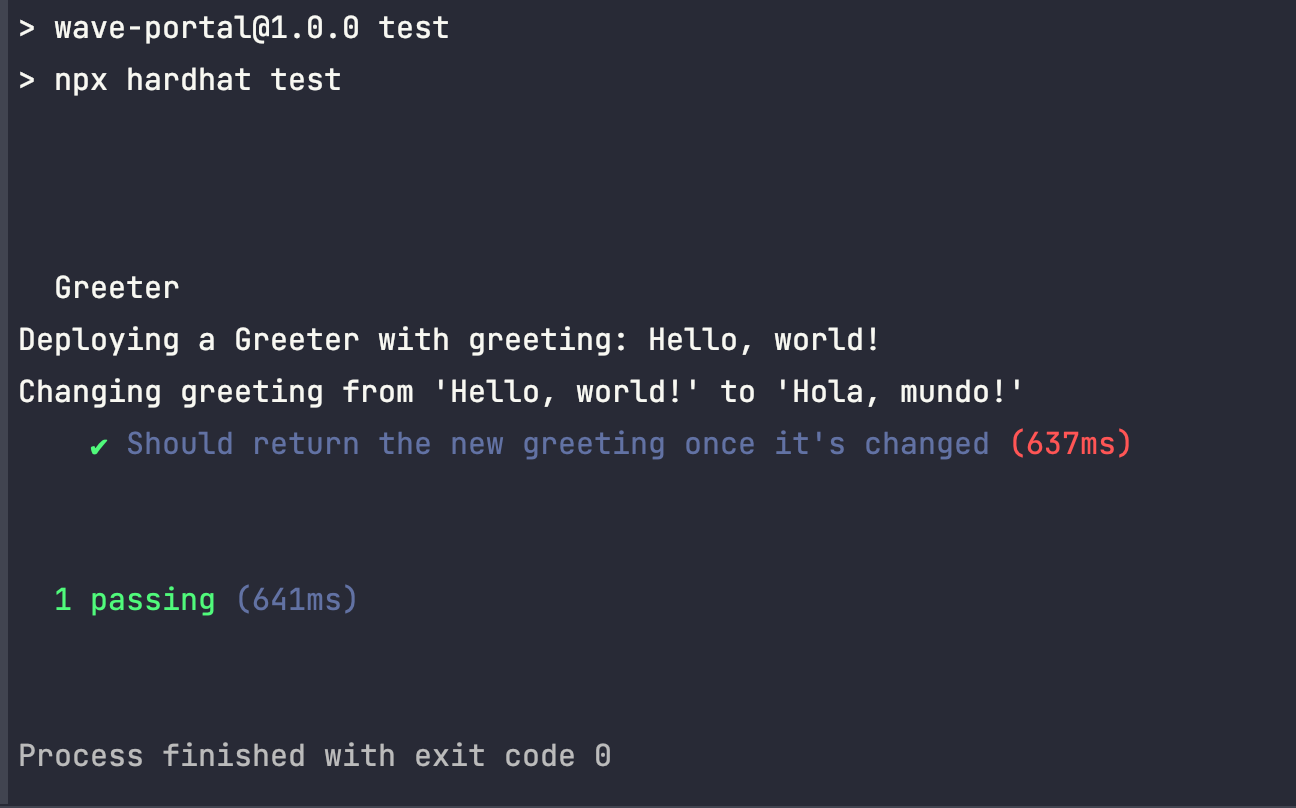 > wave-portal@1.0.0 test
> npx hardhat test
Greeter
Deploying a Greeter with greeting: Hello, world!
Changing greeting from 'Hello, world!' to 'Hola, mundo!'
✔ Should return the new greeting once it's changed (637ms)
1 passing (641ms)
Process finished with exit code 0